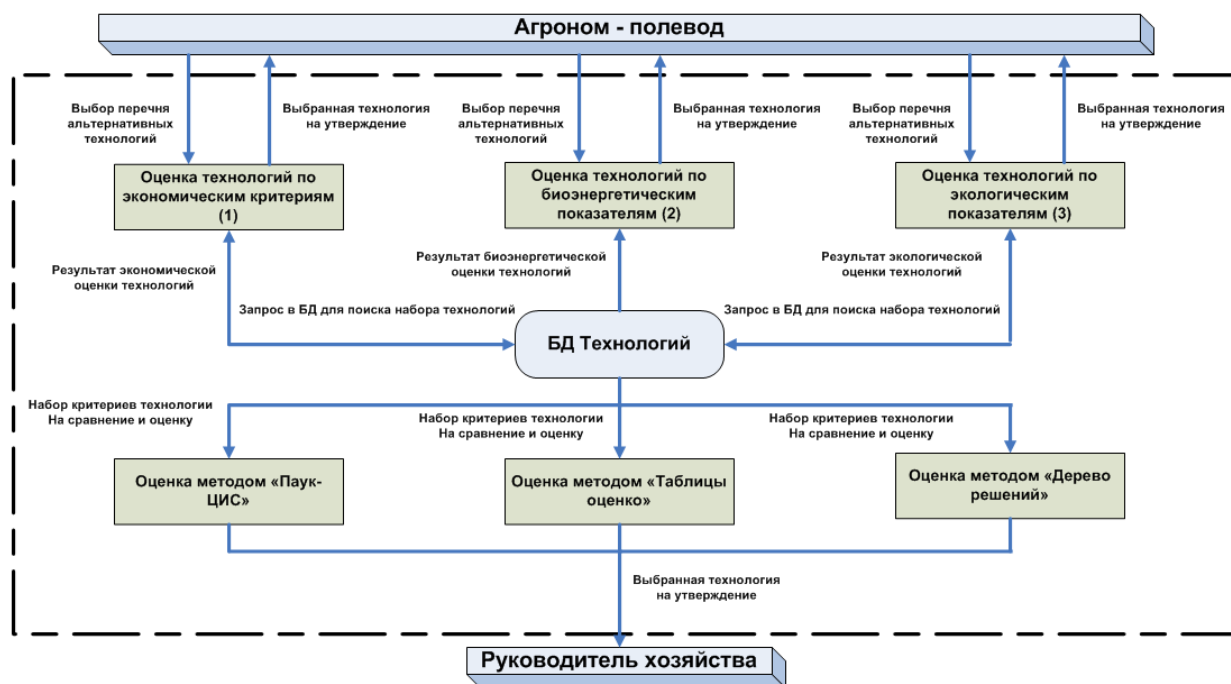 Агроном - полевод
Выбор перечня
альтернативных
технологий
Выбранная технология
на утверждение
Выбор перечня
альтернативных
технологий
Выбранная технология
на утверждение
Выбор перечня
альтернативных
технологий
Выбранная технология
на утверждение
Оценка технологий по
экономическим критериям
(1)
Оценка технологий по
биоэнергетическим
показателям (2)
Оценка технологий по
экологическим
показателям (3)
Результат экономической
оценки технологий
Результат биоэнергетической
оценки технологий
Результат экологической
оценки технологий
Запрос в БД для поиска набора технологий
Запрос в БД для поиска набора технологий
БД Технологий
Набор критериев технологии
На сравнение и оценку
Набор критериев технологии
На сравнение и оценку
Набор критериев технологии
На сравнение и оценку
Оценка методом «Паук-
ЦИС»
Оценка методом «Таблицы
оценко»
Оценка методом «Дерево
решений»
Выбранная технология
на утверждение
Руководитель хозяйства